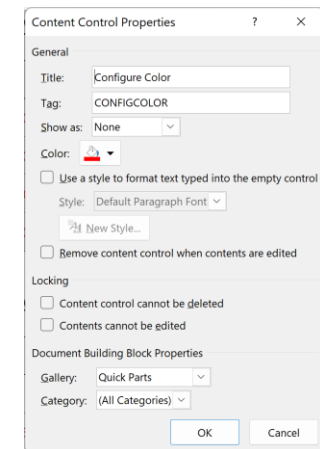 Content Control Properties ? ×
General
Title: Configure Color
Tag: CONFIGCOLOR
Show as: None
Color:
Use a style to format text typed into the empty control
Style: Default Paragraph Font
New Style...
Remove content control when contents are edited
Locking
Content control cannot be deleted
Contents cannot be edited
Document Building Block Properties
Gallery: Quick Parts
Category: (All Categories)
OK Cancel